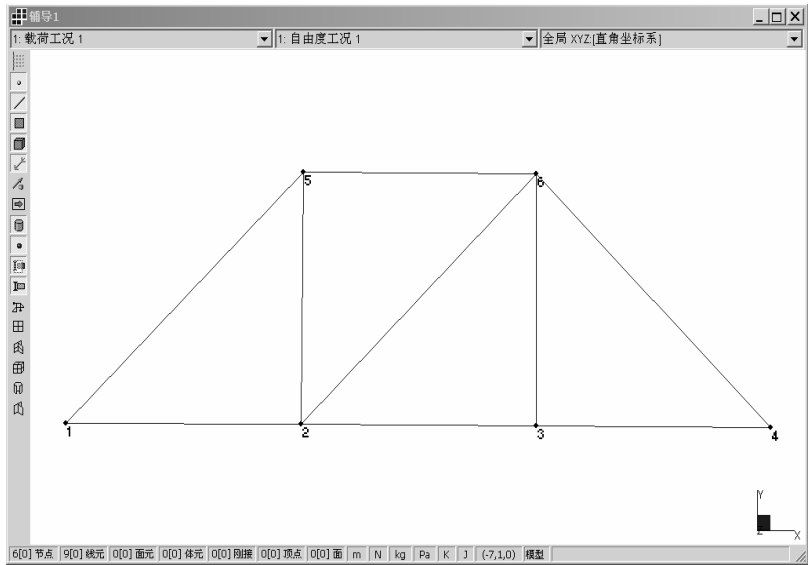 辅导1
1: 载荷工况 1 1: 自由度工况 1 全局 XYZ[直角坐标系]
5 6
1 2 3 4
Y
Z X
6[0] 节点 9[0] 线元 0[0] 面元 0[0] 体元 0[0] 刚接 0[0] 顶点 0[0] 面 m N kg Pa K J (-7,1,0) 模型